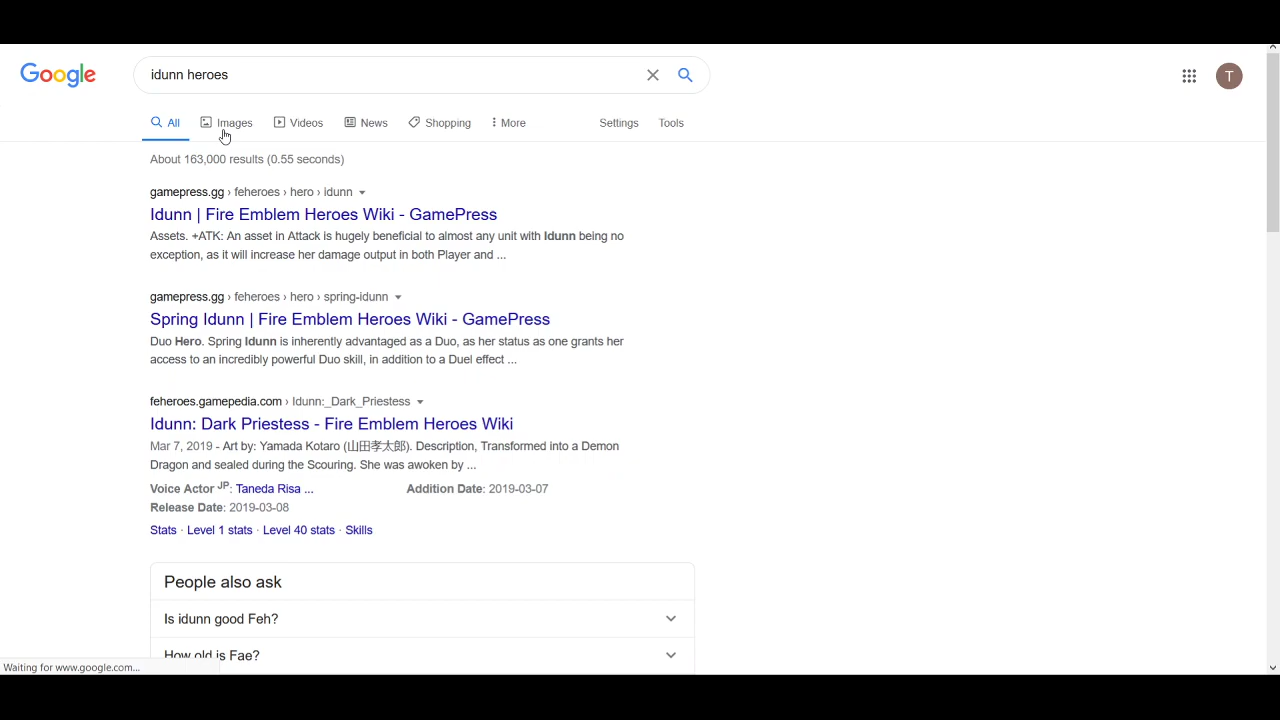 Google
idunn heroes
T
All Images Videos News Shopping More Settings Tools
About 163,000 results (0.55 seconds)
gamepress.gg › feheroes › hero › idunn
Idunn | Fire Emblem Heroes Wiki - GamePress
Assets. +ATK: An asset in Attack is hugely beneficial to almost any unit with Idunn being no
exception, as it will increase her damage output in both Player and ...
gamepress.gg › feheroes › hero › spring-idunn
Spring Idunn | Fire Emblem Heroes Wiki - GamePress
Duo Hero. Spring Idunn is inherently advantaged as a Duo, as her status as one grants her
access to an incredibly powerful Duo skill, in addition to a Duel effect ...
feheroes.gamepedia.com › Idunn:_Dark_Priestess
Idunn: Dark Priestess - Fire Emblem Heroes Wiki
Mar 7, 2019 - Art by: Yamada Kotaro (山田孝太郎). Description, Transformed into a Demon
Dragon and sealed during the Scouring. She was awoken by ...
Voice Actor JP: Taneda Risa ... Addition Date: 2019-03-07
Release Date: 2019-03-08
Stats · Level 1 stats · Level 40 stats · Skills
People also ask
Is idunn good Feh?
How old is Fae?
Waiting for www.google.com...